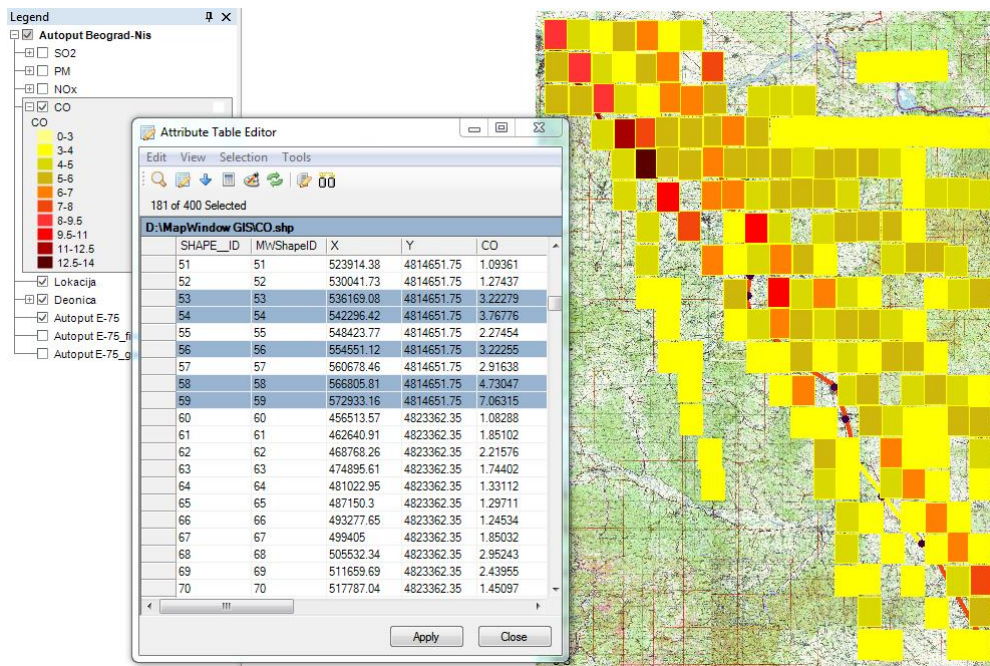 Legend
Autoput Beograd-Nis
SO2
PM
NOx
CO
CO
0-3
3-4
4-5
5-6
6-7
7-8
8-9.5
9.5-11
11-12.5
12.5-14
Lokacija
Deonica
Autoput E-75
Autoput E-75_fi
Autoput E-75_g
Attribute Table Editor
Edit View Selection Tools
181 of 400 Selected
D:\MapWindow GIS\CO.shp
SHAPE__ID MWShapeID X Y CO
51 51 523914.38 4814651.75 1.09361
52 52 530041.73 4814651.75 1.27437
53 53 536169.08 4814651.75 3.22279
54 54 542296.42 4814651.75 3.76776
55 55 548423.77 4814651.75 2.27454
56 56 554551.12 4814651.75 3.22255
57 57 560678.46 4814651.75 2.91638
58 58 566805.81 4814651.75 4.73047
59 59 572933.16 4814651.75 7.06315
60 60 456513.57 4823362.35 1.08288
61 61 462640.91 4823362.35 1.85102
62 62 468768.26 4823362.35 2.21576
63 63 474895.61 4823362.35 1.74402
64 64 481022.95 4823362.35 1.33112
65 65 487150.3 4823362.35 1.29711
66 66 493277.65 4823362.35 1.24534
67 67 499405 4823362.35 1.85032
68 68 505532.34 4823362.35 2.95243
69 69 511659.69 4823362.35 2.43955
70 70 517787.04 4823362.35 1.45097
Apply Close